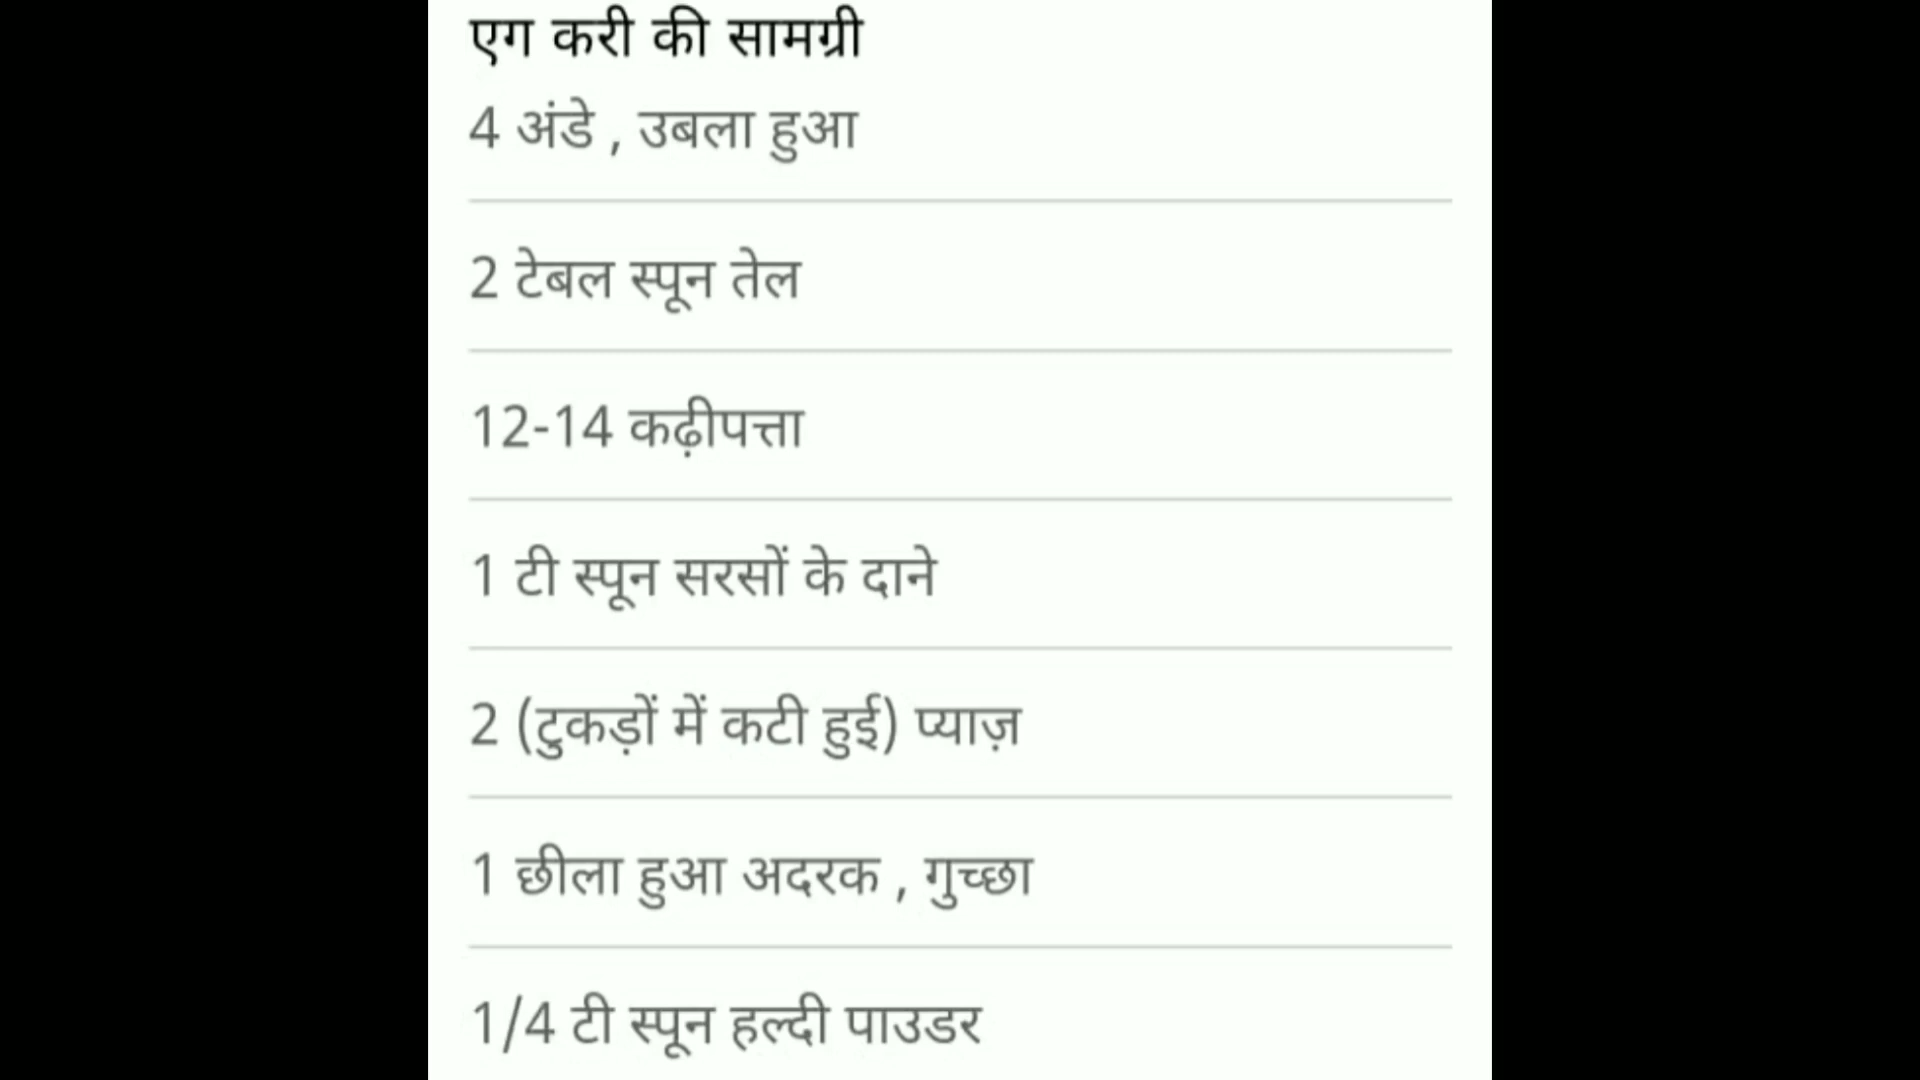 एग करी की सामग्री
4 अंडे , उबला हुआ
2 टेबल स्पून तेल
12-14 कढ़ीपत्ता
1 टी स्पून सरसों के दाने
2 (टुकड़ों में कटी हुई) प्याज़
1 छीला हुआ अदरक , गुच्छा
1/4 टी स्पून हल्दी पाउडर